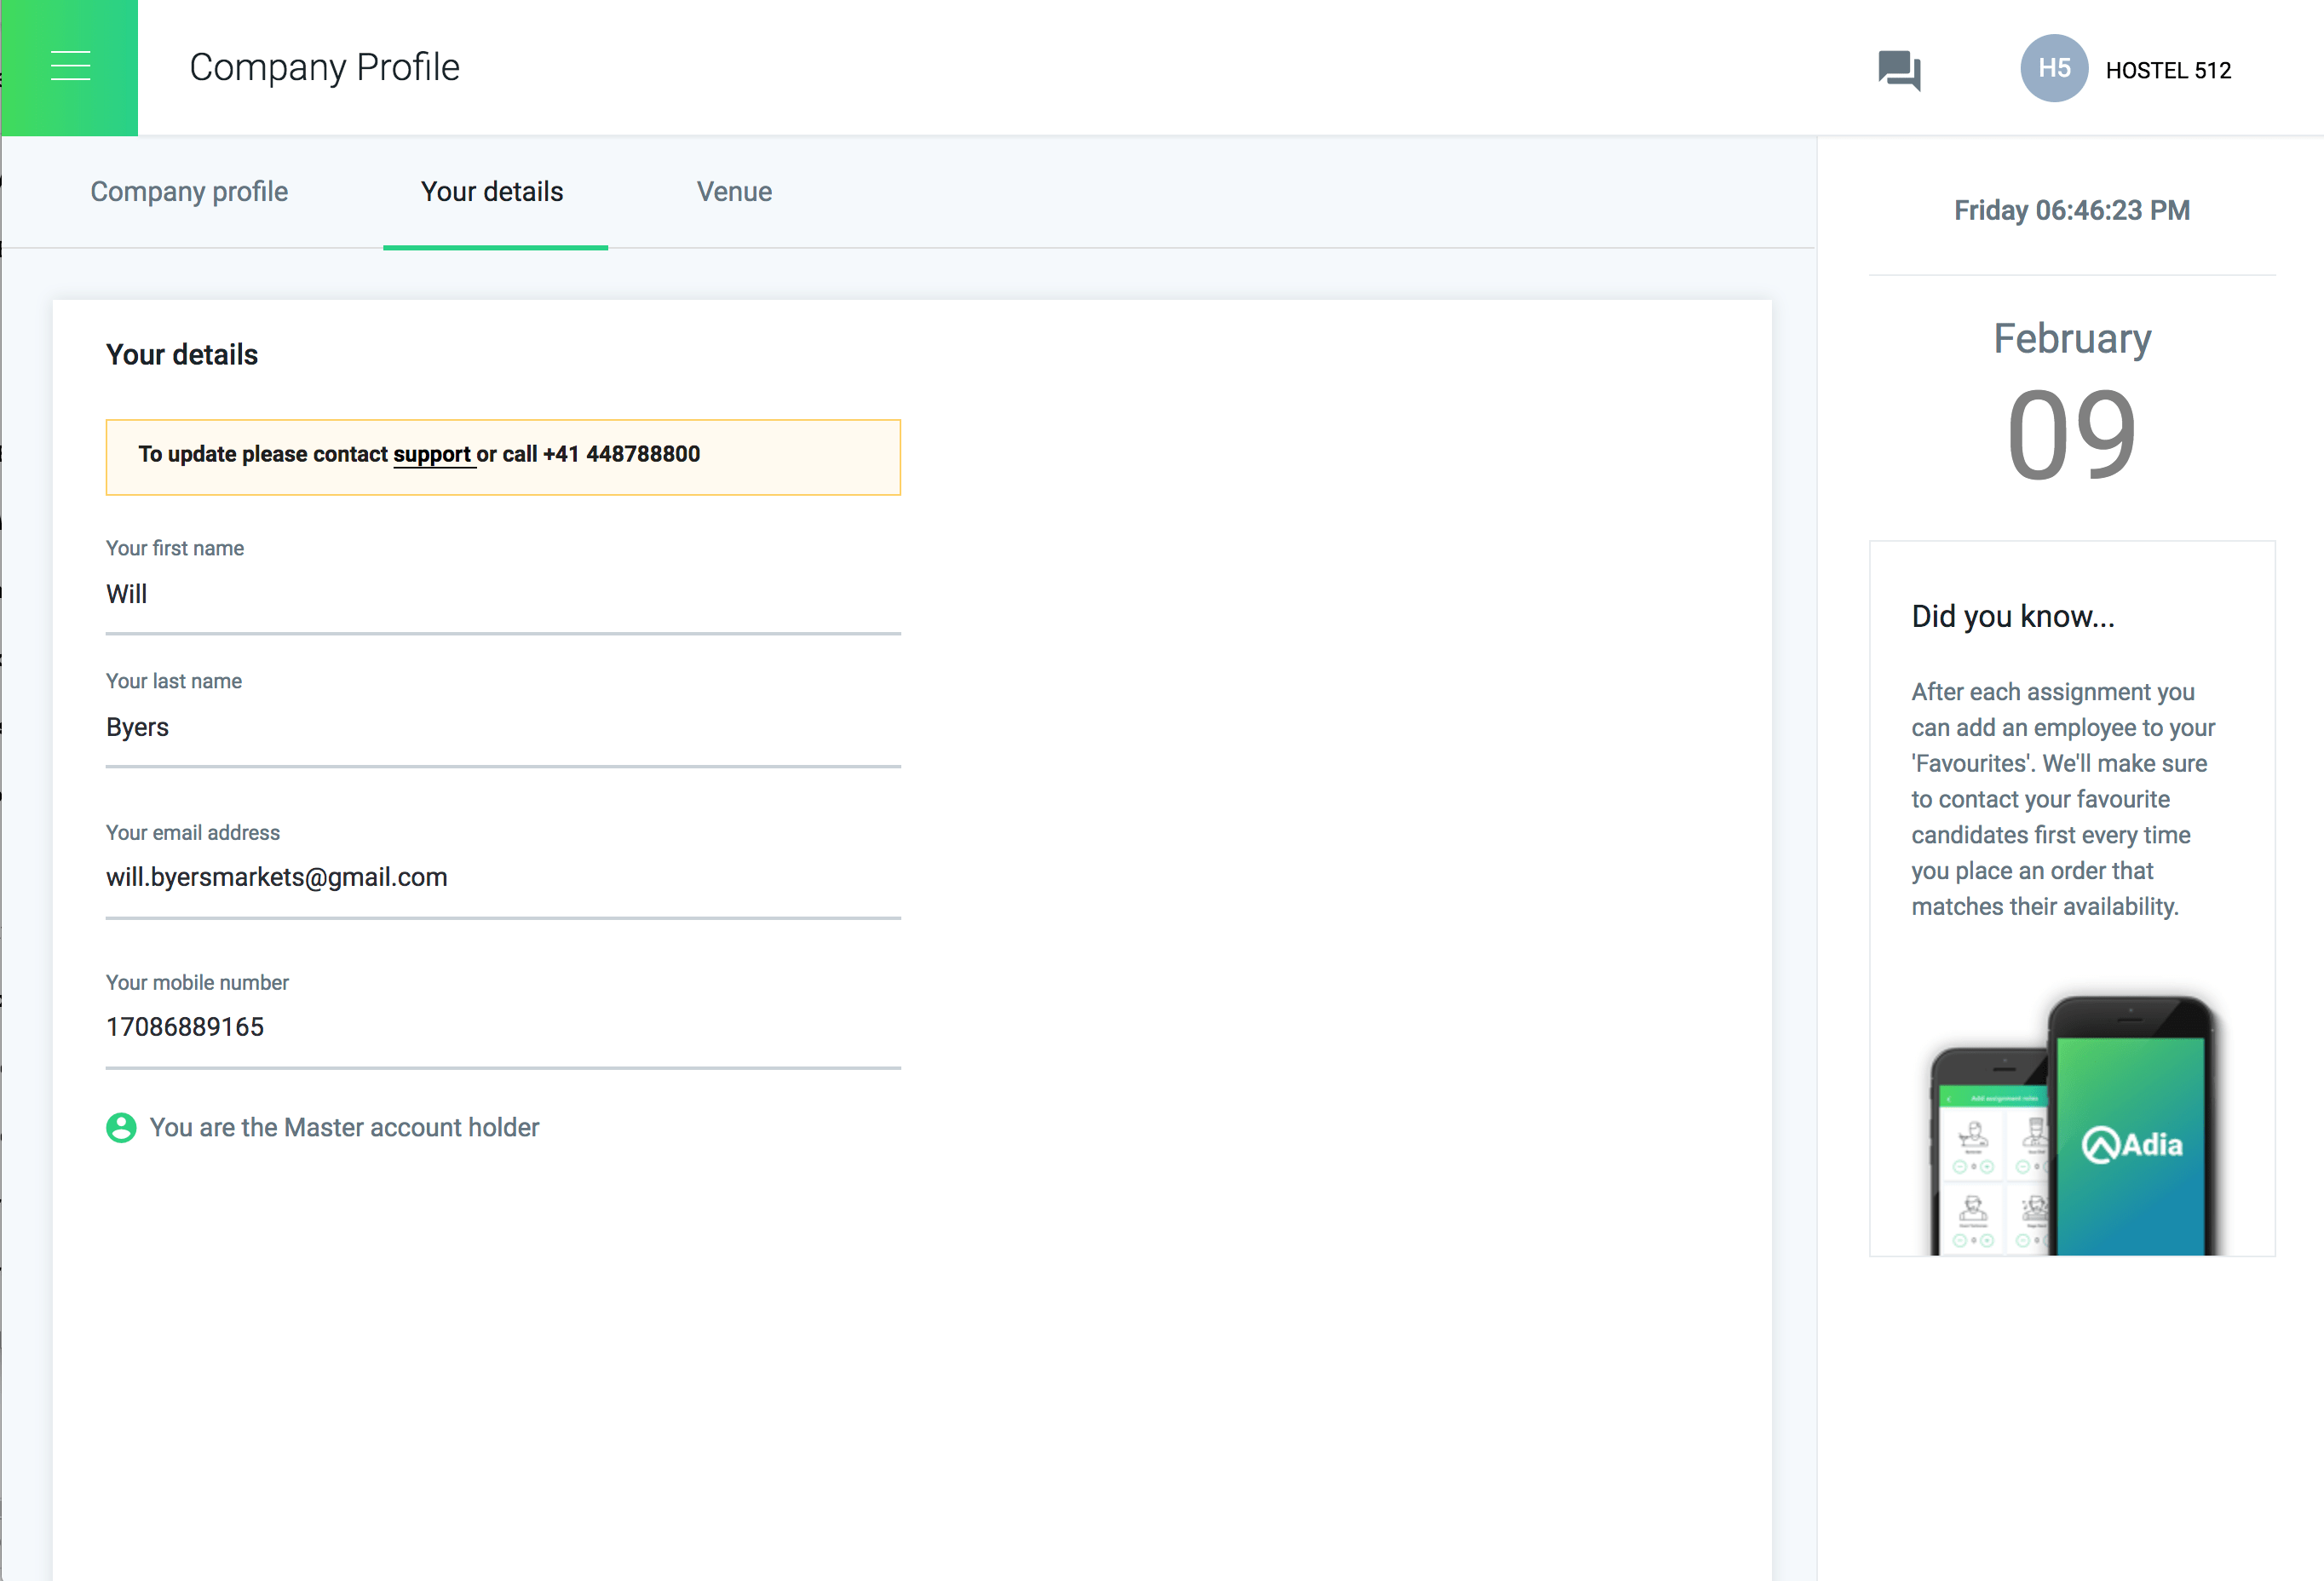 Company Profile
H5
HOSTEL 512
Company profile
Your details
Venue
Your details
To update please contact support or call +41 448788800
Your first name
Will
Your last name
Byers
Your email address
will.byersmarkets@gmail.com
Your mobile number
17086889165
You are the Master account holder
Friday 06:46:23 PM
February
09
Did you know...
After each assignment you
can add an employee to your
'Favourites'. We'll make sure
to contact your favourite
candidates first every time
you place an order that
matches their availability.
Add assignment roles
Adia